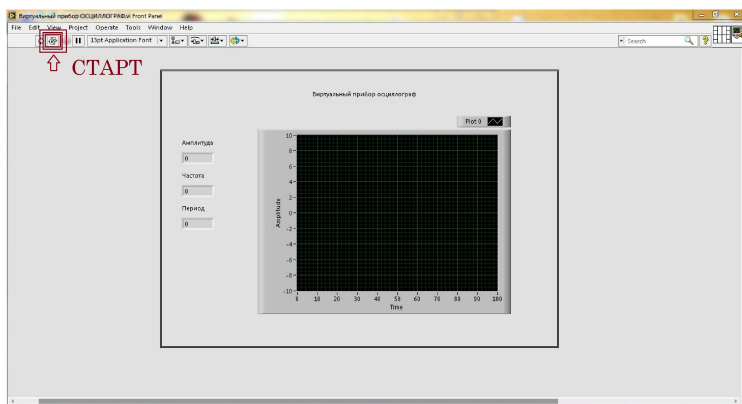 Виртуальный прибор ОСЦИЛЛОГРАФ.vi Front Panel
File Edit View Project Operate Tools Window Help
13pt Application Font
Search
СТАРТ
Виртуальный прибор осциллограф
Plot 0
Амплитуда
0
Частота
0
Период
0
Amplitude
10
8
6
4
2
0
-2
-4
-6
-8
-10
0 10 20 30 40 50 60 70 80 90 100
Time